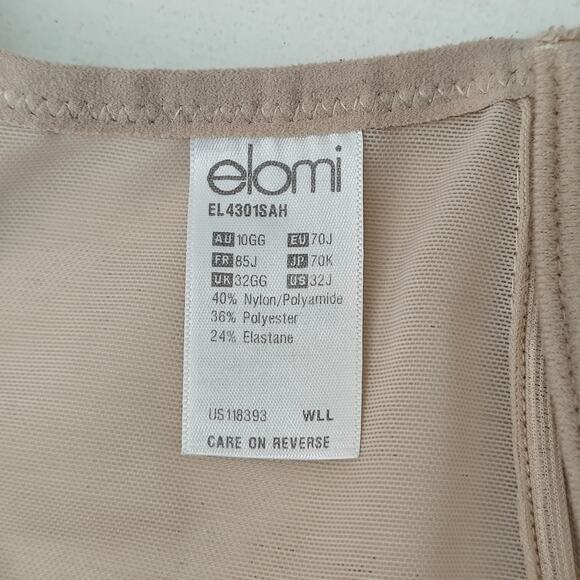 elomi
EL4301SAH
AU 10GG EU 70J
FR 85J JP 70K
UK 32GG US 32J
40% Nylon/Polyamide
36% Polyester
24% Elastane
US118393 WLL
CARE ON REVERSE